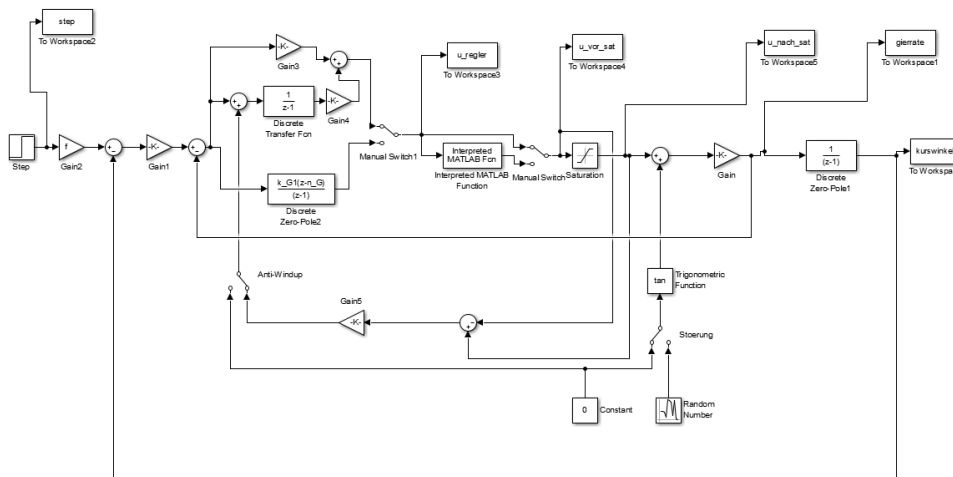 step
To Workspace2
-K-
Gain3
u_regler
To Workspace3
u_vor_sat
To Workspace4
u_nach_sat
To Workspace5
gierrate
To Workspace1
1
z-1
Discrete
Transfer Fcn
-K-
Gain4
Step
f
Gain2
-K-
Gain1
Manual Switch1
Interpreted
MATLAB Fcn
Interpreted MATLAB
Function
Manual Switch
Saturation
-K-
Gain
1
(z-1)
Discrete
Zero-Pole1
kurswinkel
To Workspa
k_G1(z-n_G)
(z-1)
Discrete
Zero-Pole2
Anti-Windup
Gain5
-K-
tan
Trigonometric
Function
Stoerung
0
Constant
Random
Number